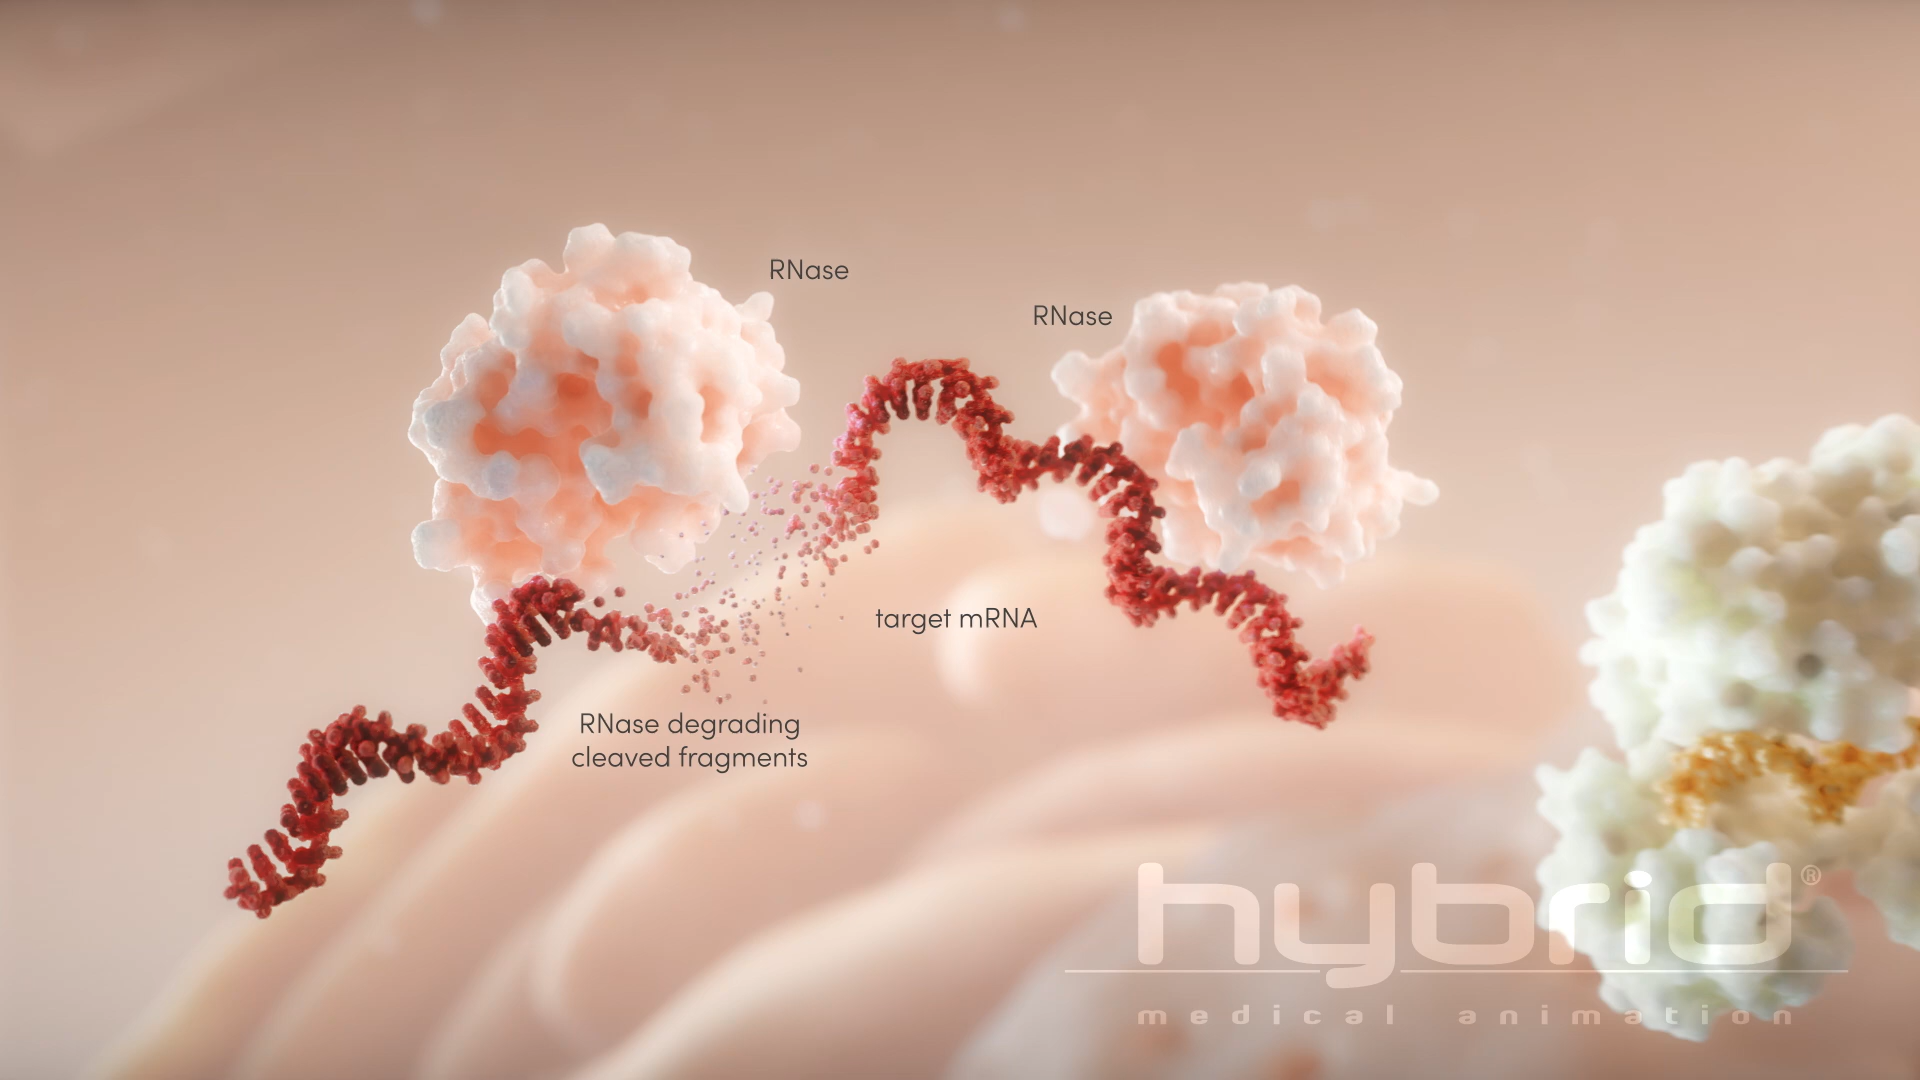 RNase
RNase
target mRNA
RNase degrading
cleaved fragments
hybrid®
medical animation